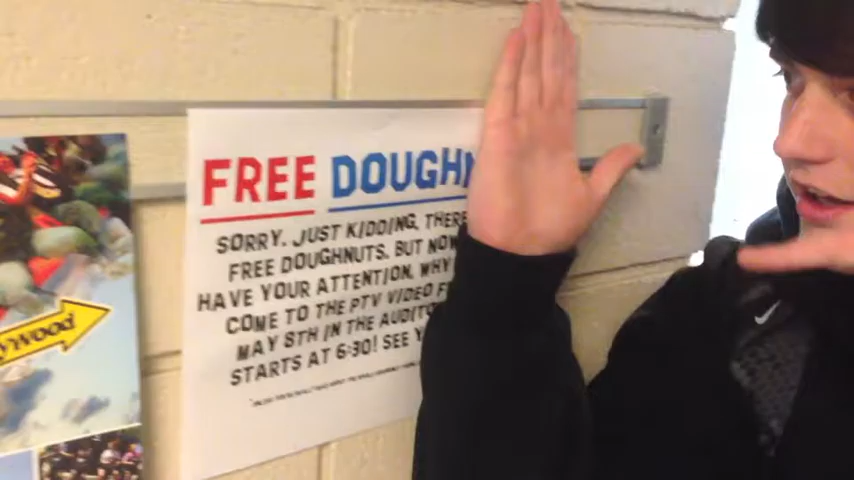 FREE DOUGHN
SORRY. JUST KIDDING, THERE
FREE DOUGHNUTS. BUT NOW
HAVE YOUR ATTENTION, WHY
COME TO THE PTV VIDEO F
MAY 8TH IN THE AUDITO
STARTS AT 6:30! SEE Y
ywood